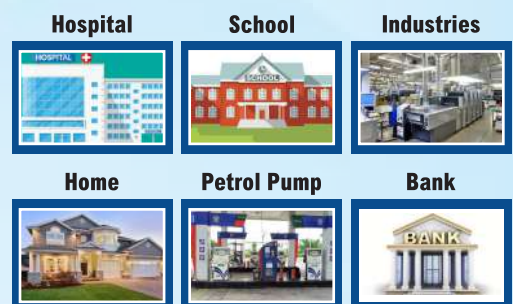 Hospital
School
Industries
HOSPITAL
SCHOOL
Home
Petrol Pump
Bank
BANK